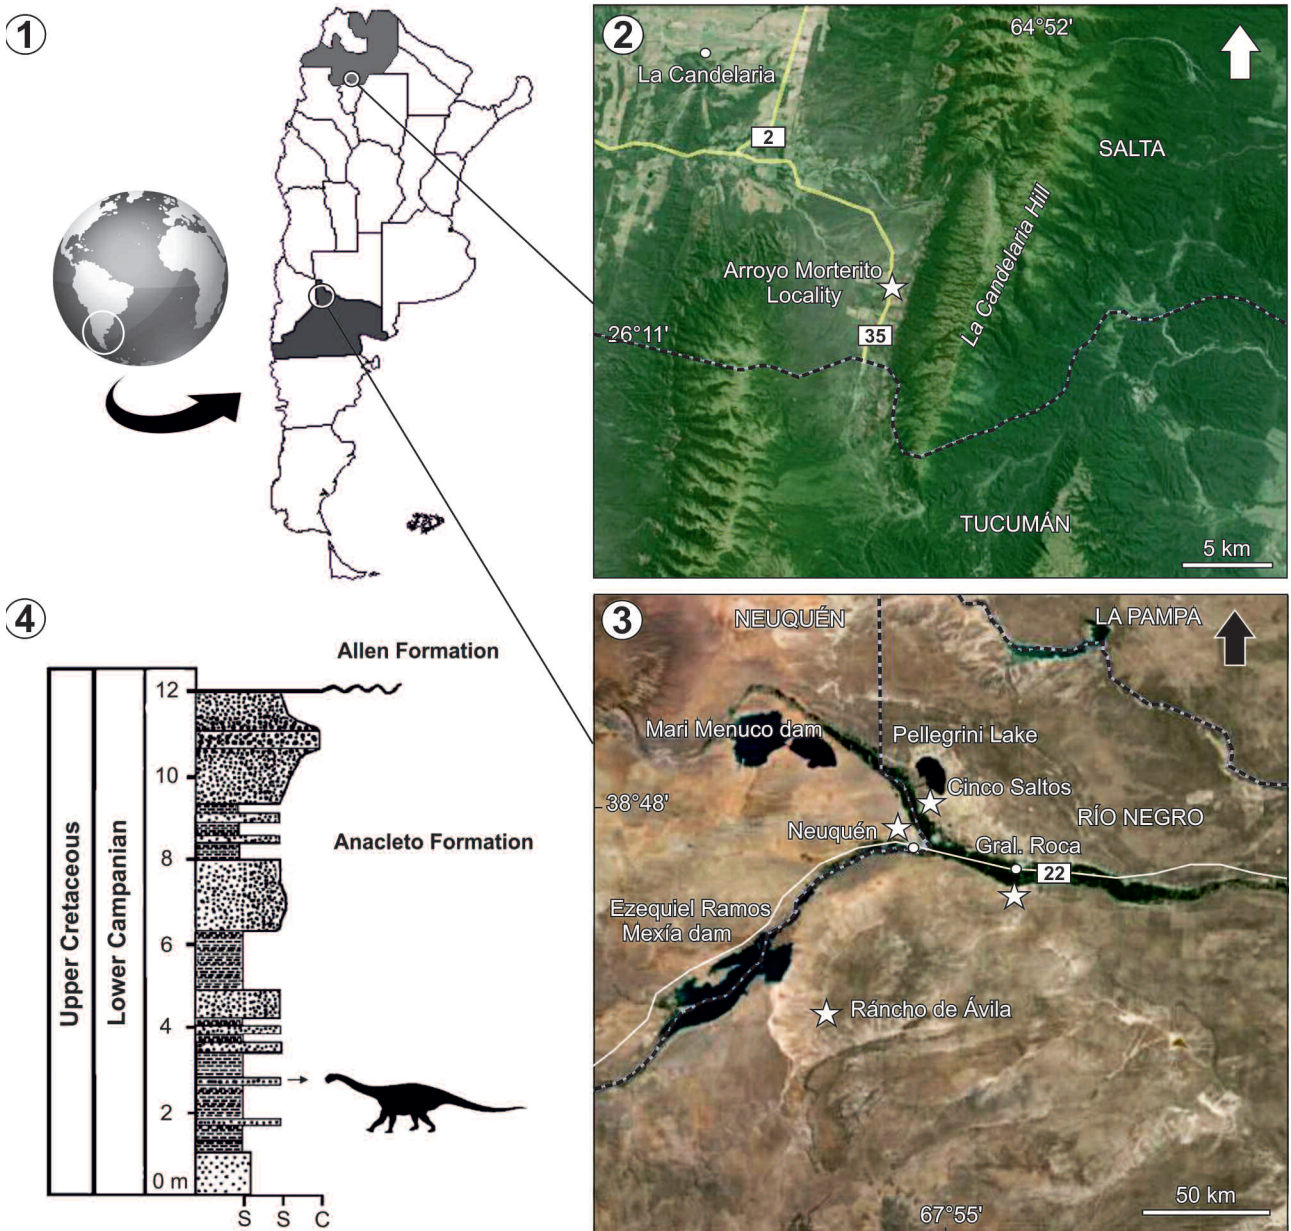 1
2
64°52'
La Candelaria
2
SALTA
La Candelaria Hill
Arroyo Morterito
Locality
26°11'
35
TUCUMÁN
5 km
3
NEUQUÉN
LA PAMPA
Mari Menuco dam
Pellegrini Lake
Cinco Saltos
38°48'
RÍO NEGRO
Neuquén
Gral. Roca
22
Ezequiel Ramos
Mexía dam
Ráncho de Ávila
50 km
67°55'
4
Allen Formation
12
10
Anacleto Formation
8
6
4
2
0 m
Upper Cretaceous
Lower Campanian
S S C